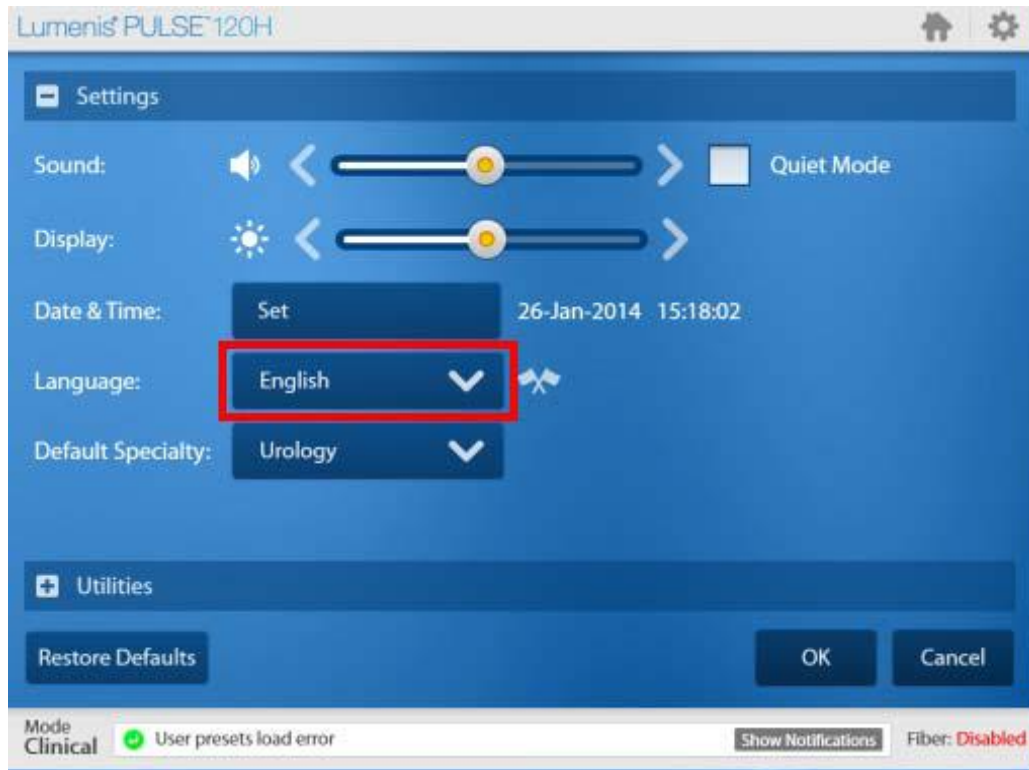 Lumenis® PULSE™ 120H
Settings
Sound: Quiet Mode
Display:
Date & Time: Set 26-Jan-2014 15:18:02
Language: English
Default Specialty: Urology
Utilities
Restore Defaults OK Cancel
Mode
Clinical User presets load error Show Notifications Fiber: Disabled